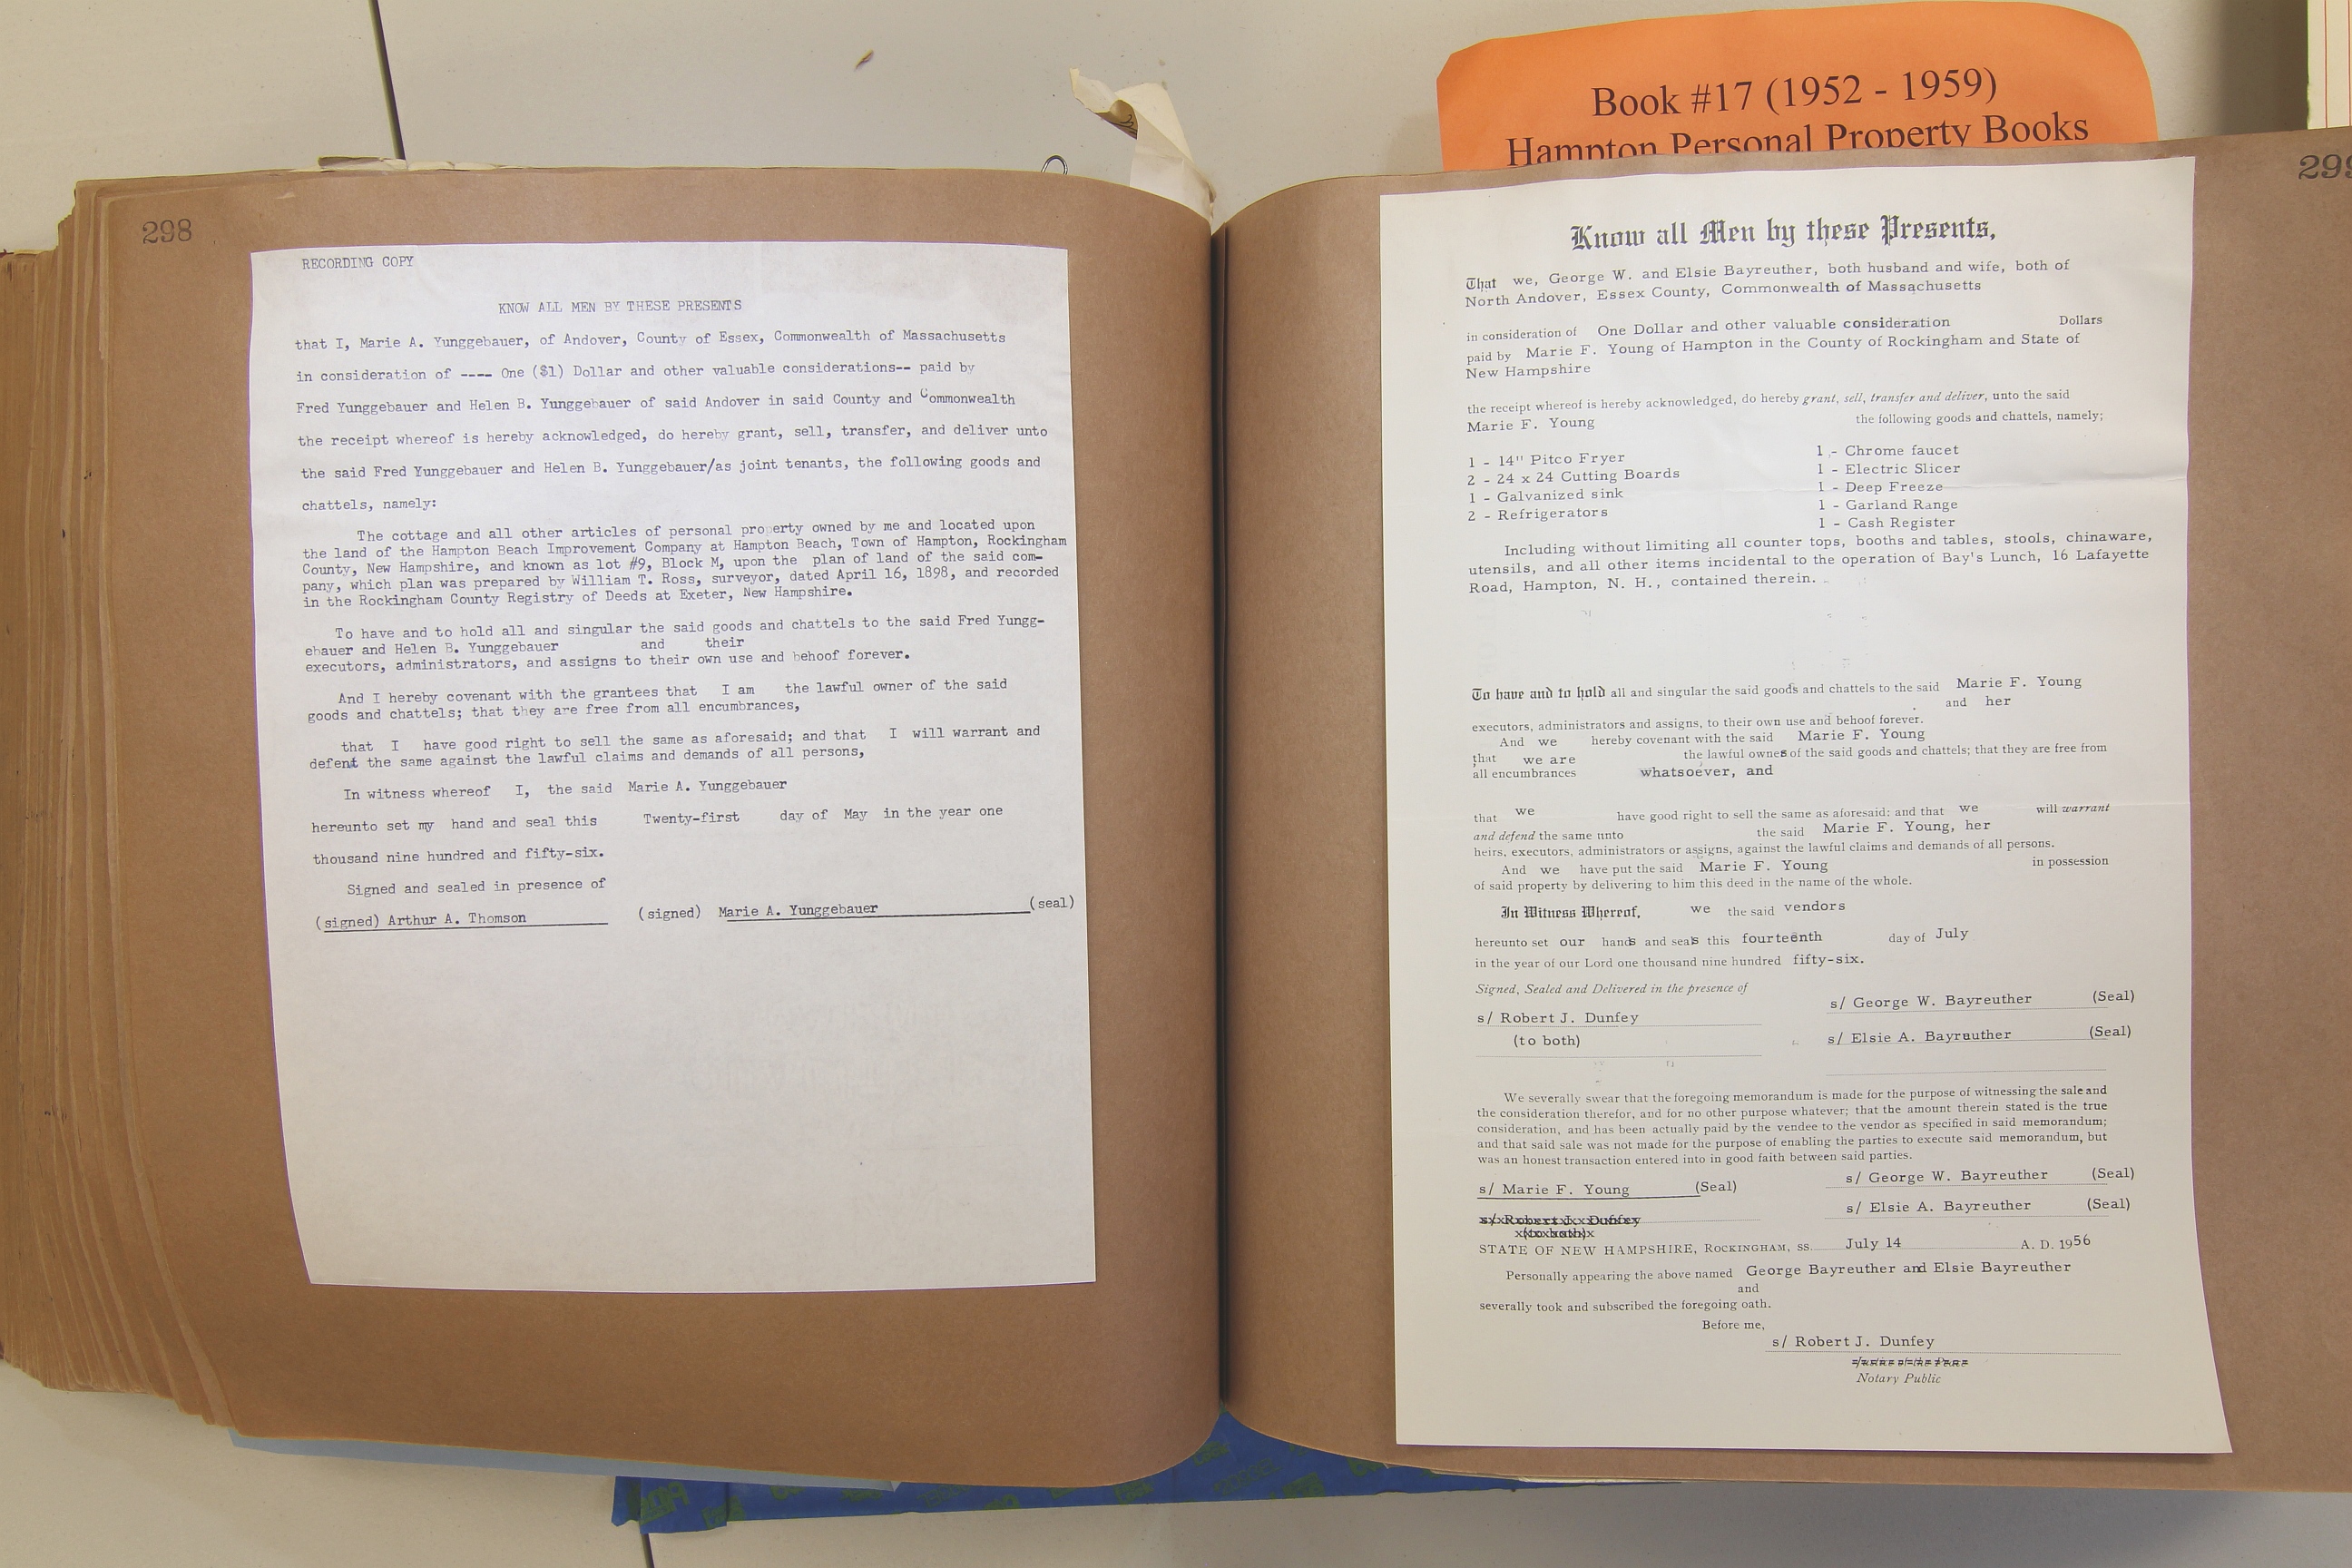 Book #17 (1952 - 1959)
Hampton Personal Property Books
298
RECORDING COPY
KNOW ALL MEN BY THESE PRESENTS
that I, Marie A. Yunggebauer, of Andover, County of Essex, Commonwealth of Massachusetts
in consideration of ---- One ($1) Dollar and other valuable considerations-- paid by
Fred Yunggebauer and Helen B. Yunggebauer of said Andover in said County and Commonwealth
the receipt whereof is hereby acknowledged, do hereby grant, sell, transfer, and deliver unto
the said Fred Yunggebauer and Helen B. Yunggebauer/as joint tenants, the following goods and
chattels, namely:
The cottage and all other articles of personal property owned by me and located upon
the land of the Hampton Beach Improvement Company at Hampton Beach, Town of Hampton, Rockingham
County, New Hampshire, and known as lot #9, Block M, upon the plan of land of the said com-
pany, which plan was prepared by William T. Ross, surveyor, dated April 16, 1898, and recorded
in the Rockingham County Registry of Deeds at Exeter, New Hampshire.
To have and to hold all and singular the said goods and chattels to the said Fred Yungg-
ebauer and Helen B. Yunggebauer and their
executors, administrators, and assigns to their own use and behoof forever.
And I hereby covenant with the grantees that I am the lawful owner of the said
goods and chattels; that they are free from all encumbrances,
that I have good right to sell the same as aforesaid; and that I will warrant and
defent the same against the lawful claims and demands of all persons,
In witness whereof I, the said Marie A. Yunggebauer
hereunto set my hand and seal this Twenty-first day of May in the year one
thousand nine hundred and fifty-six.
Signed and sealed in presence of
(signed) Arthur A. Thomson (signed) Marie A. Yunggebauer (seal)
299
Know all Men by these Presents,
That we, George W. and Elsie Bayreuther, both husband and wife, both of
North Andover, Essex County, Commonwealth of Massachusetts
in consideration of One Dollar and other valuable consideration Dollars
paid by Marie F. Young of Hampton in the County of Rockingham and State of
New Hampshire
the receipt whereof is hereby acknowledged, do hereby grant, sell, transfer and deliver, unto the said
Marie F. Young the following goods and chattels, namely;
1 - 14" Pitco Fryer 1 - Chrome faucet
2 - 24 x 24 Cutting Boards 1 - Electric Slicer
1 - Galvanized sink 1 - Deep Freeze
2 - Refrigerators 1 - Garland Range
1 - Cash Register
Including without limiting all counter tops, booths and tables, stools, chinaware,
utensils, and all other items incidental to the operation of Bay's Lunch, 16 Lafayette
Road, Hampton, N. H., contained therein.
To have and to hold all and singular the said goods and chattels to the said Marie F. Young
and her
executors, administrators and assigns, to their own use and behoof forever.
And we hereby covenant with the said Marie F. Young
that we are the lawful owners of the said goods and chattels; that they are free from
all encumbrances whatsoever, and
that we have good right to sell the same as aforesaid: and that we will warrant
and defend the same unto the said Marie F. Young, her
heirs, executors, administrators or assigns, against the lawful claims and demands of all persons.
And we have put the said Marie F. Young in possession
of said property by delivering to him this deed in the name of the whole.
In Witness Whereof, we the said vendors
hereunto set our hands and seals this fourteenth day of July
in the year of our Lord one thousand nine hundred fifty-six.
Signed, Sealed and Delivered in the presence of
s/ George W. Bayreuther (Seal)
s/ Robert J. Dunfey
(to both) s/ Elsie A. Bayreuther (Seal)
We severally swear that the foregoing memorandum is made for the purpose of witnessing the sale and
the consideration therefor, and for no other purpose whatever; that the amount therein stated is the true
consideration, and has been actually paid by the vendee to the vendor as specified in said memorandum;
and that said sale was not made for the purpose of enabling the parties to execute said memorandum, but
was an honest transaction entered into in good faith between said parties.
s/ George W. Bayreuther (Seal)
s/ Marie F. Young (Seal)
s/ Elsie A. Bayreuther (Seal)
s/ Robert J. Dunfey
(to both)
STATE OF NEW HAMPSHIRE, ROCKINGHAM, SS. July 14 A. D. 1956
Personally appearing the above named George Bayreuther and Elsie Bayreuther
and
severally took and subscribed the foregoing oath.
Before me,
s/ Robert J. Dunfey
Justice of the Peace
Notary Public